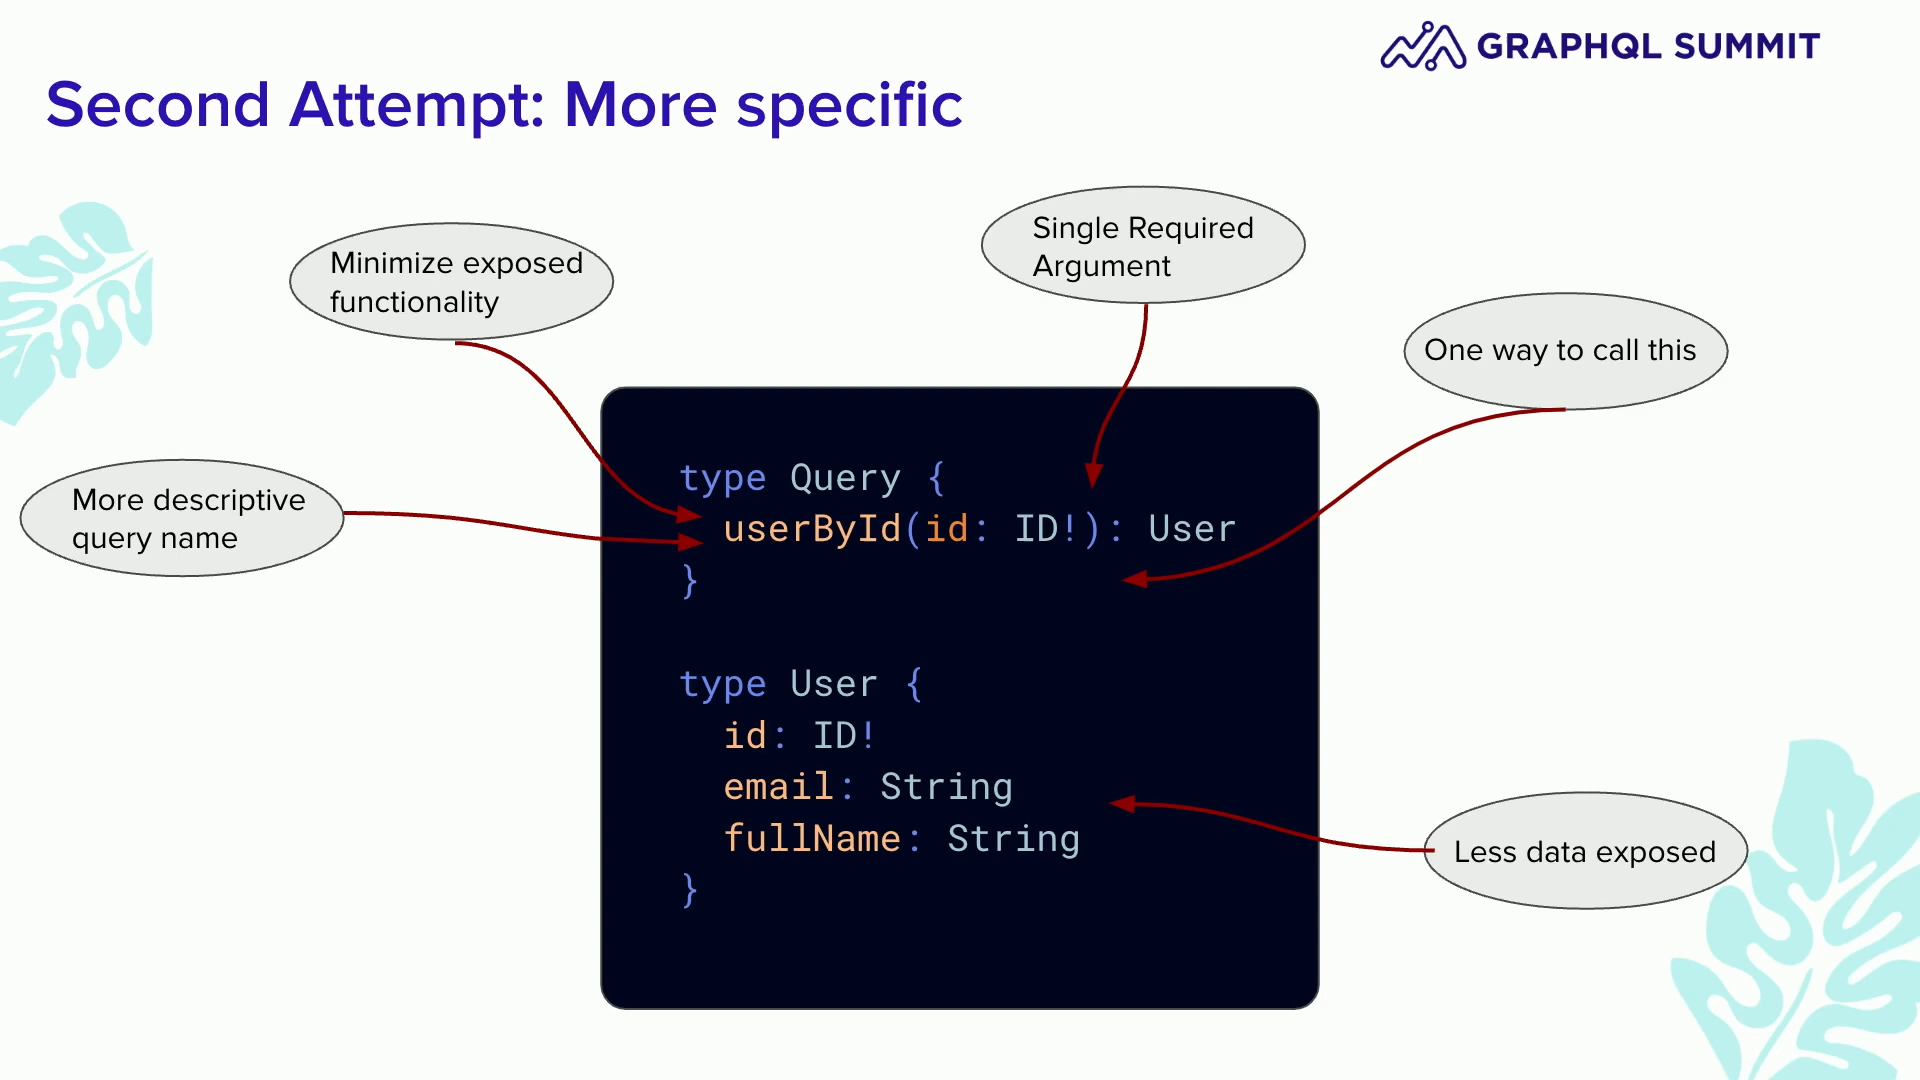 GRAPHQL SUMMIT
Second Attempt: More specific
Single Required
Argument
Minimize exposed
functionality
One way to call this
More descriptive
query name
type Query {
  userById(id: ID!): User
}
type User {
  id: ID!
  email: String
  fullName: String
}
Less data exposed